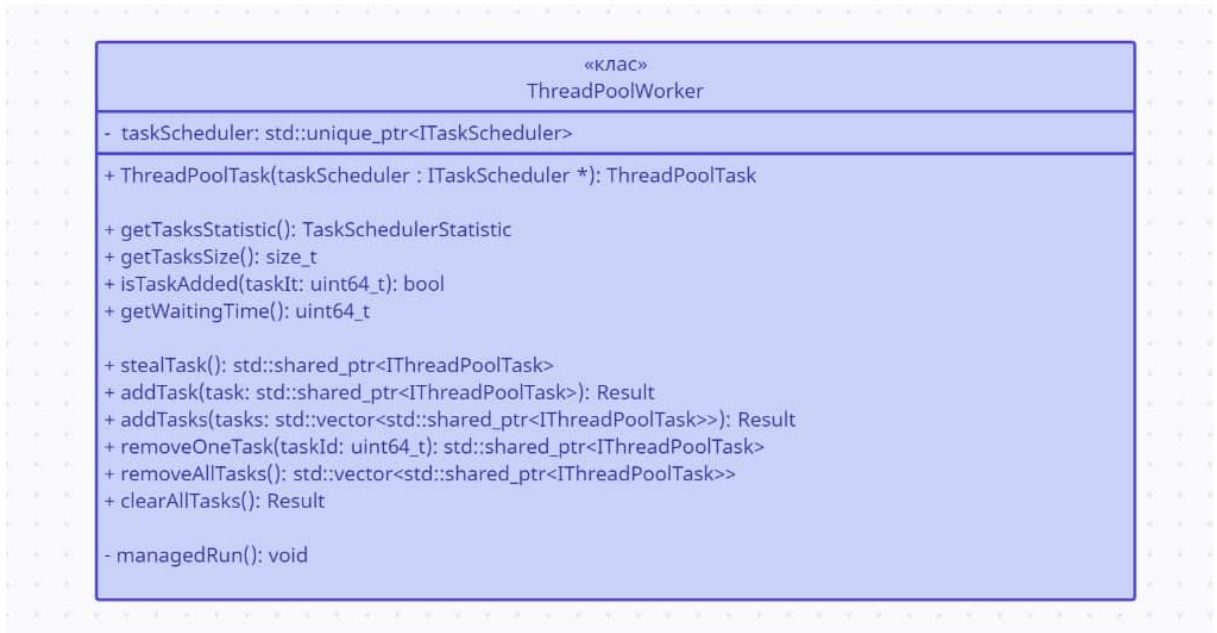 «клас»
ThreadPoolWorker
- taskScheduler: std::unique_ptr<ITaskScheduler>
+ ThreadPoolTask(taskScheduler : ITaskScheduler *): ThreadPoolTask
+ getTasksStatistic(): TaskSchedulerStatistic
+ getTasksSize(): size_t
+ isTaskAdded(taskIt: uint64_t): bool
+ getWaitingTime(): uint64_t
+ stealTask(): std::shared_ptr<IThreadPoolTask>
+ addTask(task: std::shared_ptr<IThreadPoolTask>): Result
+ addTasks(tasks: std::vector<std::shared_ptr<IThreadPoolTask>>): Result
+ removeOneTask(taskId: uint64_t): std::shared_ptr<IThreadPoolTask>
+ removeAllTasks(): std::vector<std::shared_ptr<IThreadPoolTask>>
+ clearAllTasks(): Result
- managedRun(): void